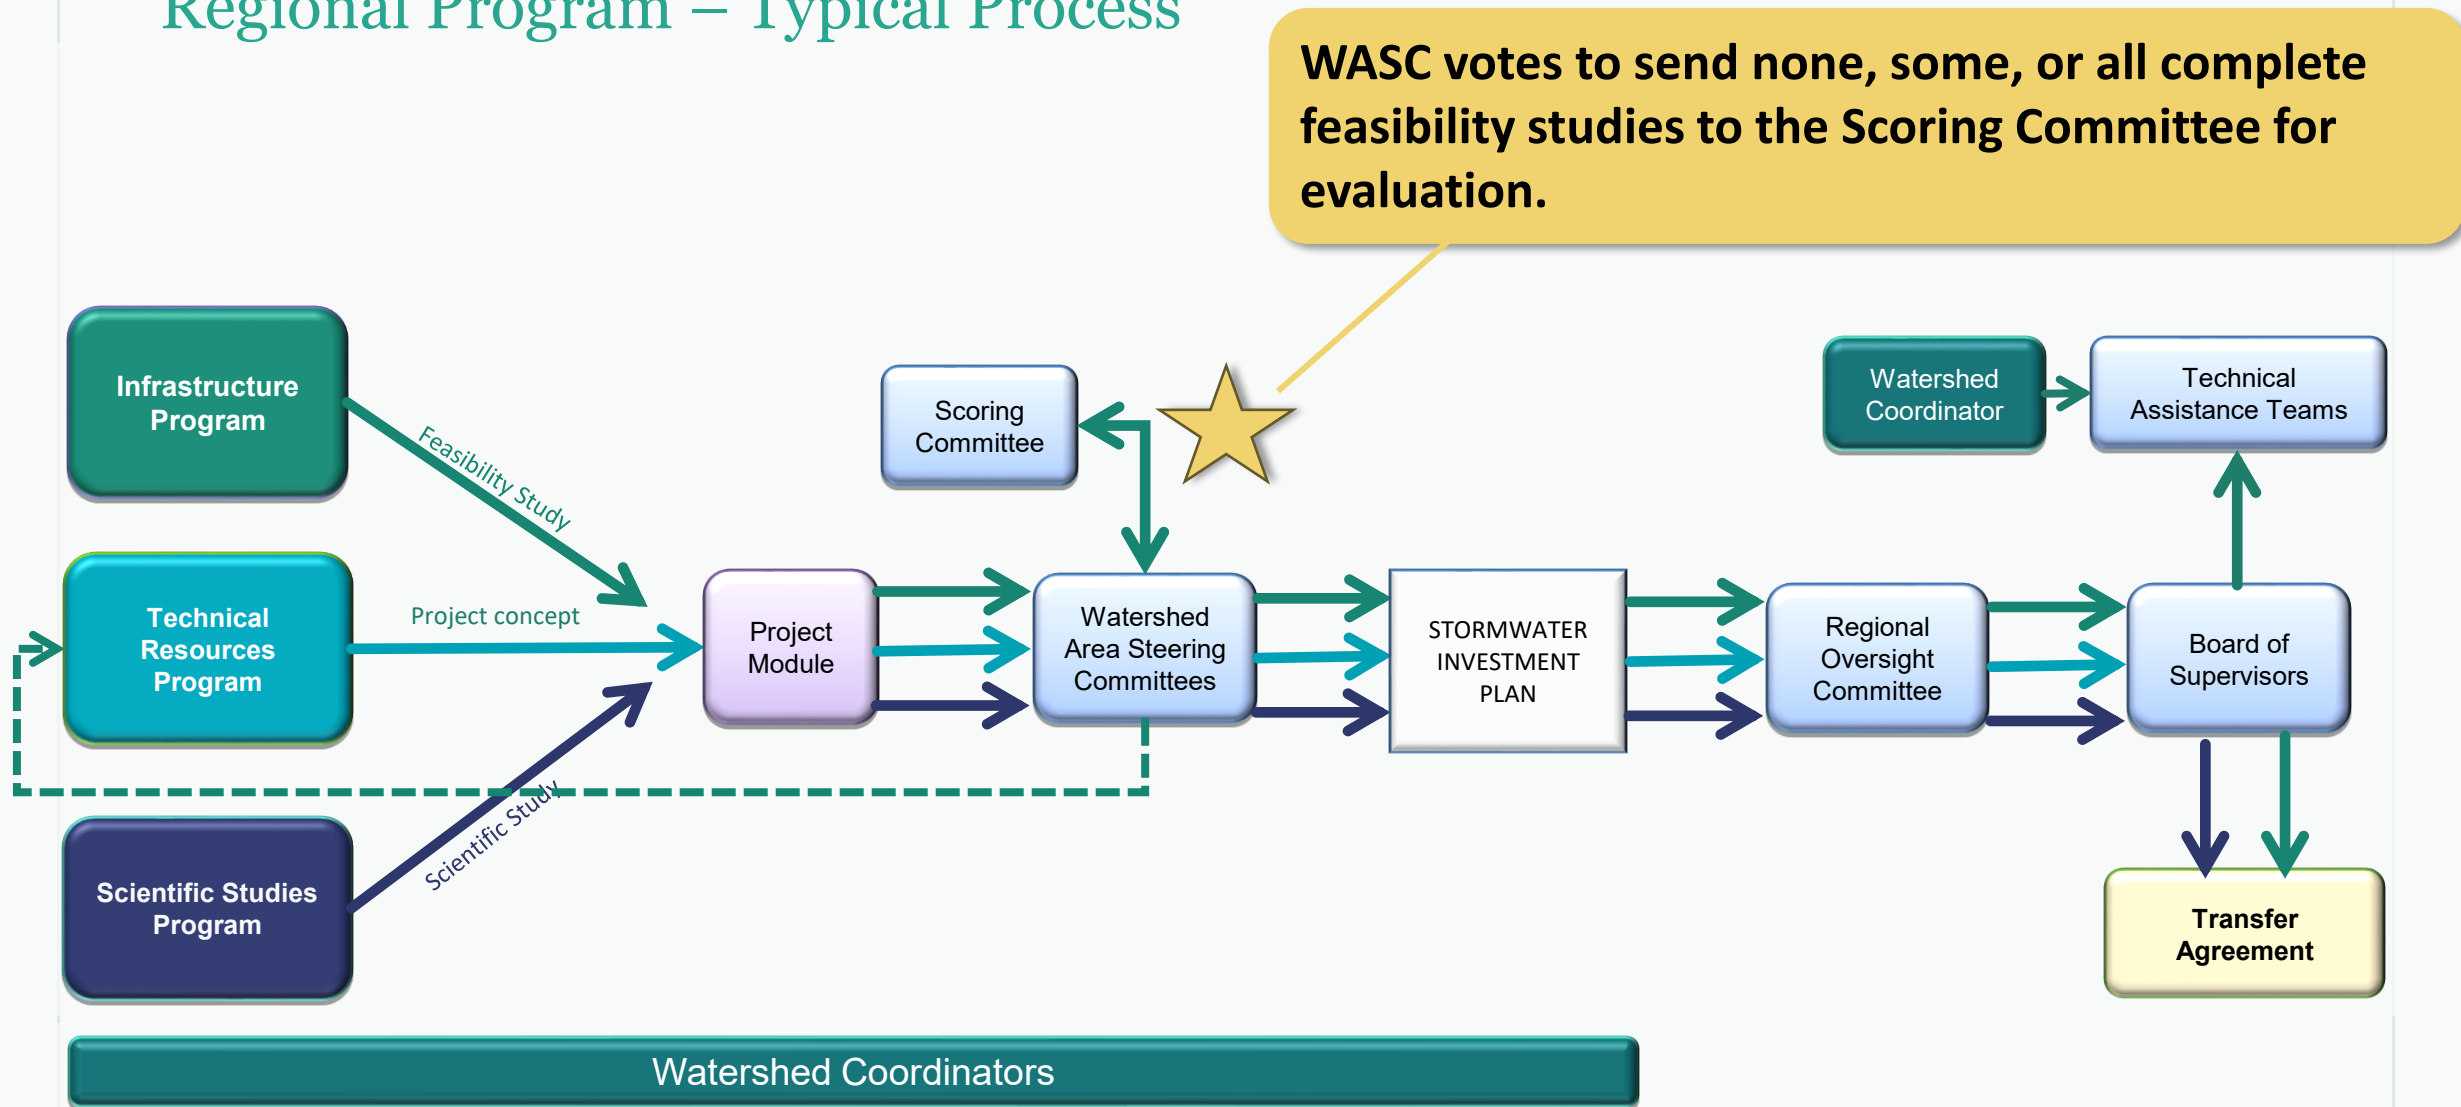 Regional Program – Typical Process
WASC votes to send none, some, or all complete
feasibility studies to the Scoring Committee for
evaluation.
Infrastructure
Program
Feasibility Study
Scoring
Committee
Watershed
Coordinator
Technical
Assistance Teams
Technical
Resources
Program
Project concept
Project
Module
Watershed
Area Steering
Committees
STORMWATER
INVESTMENT
PLAN
Regional
Oversight
Committee
Board of
Supervisors
Scientific Studies
Program
Scientific Study
Transfer
Agreement
Watershed Coordinators